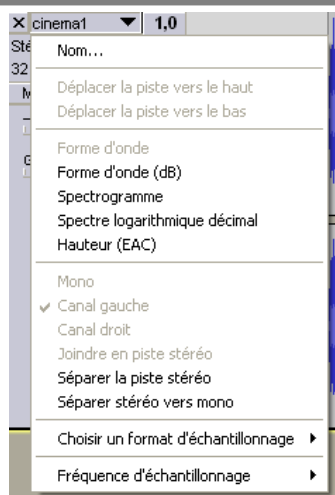 cinema1 1,0
Sté
32
Nom...
Déplacer la piste vers le haut
Déplacer la piste vers le bas
Forme d'onde
Forme d'onde (dB)
Spectrogramme
Spectre logarithmique décimal
Hauteur (EAC)
Mono
Canal gauche
Canal droit
Joindre en piste stéréo
Séparer la piste stéréo
Séparer stéréo vers mono
Choisir un format d'échantillonnage
Fréquence d'échantillonnage